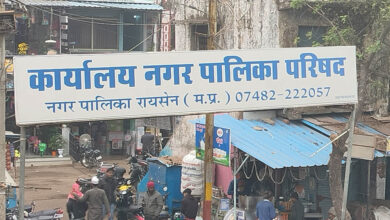 कार्यालय नगर पालिका परिषद
नगर पालिका रायसेन ( म.प्र. ) 07482-222057